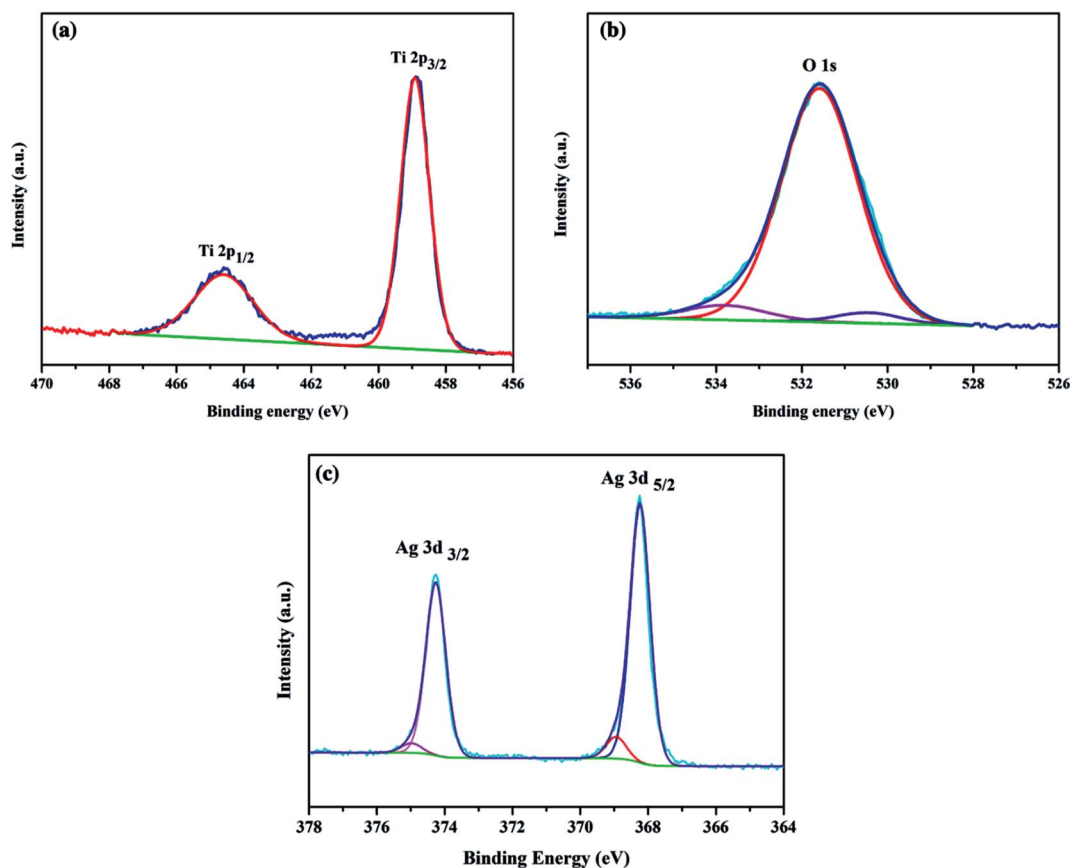 (a)
Ti 2p3/2
Ti 2p1/2
Intensity (a.u.)
470 468 466 464 462 460 458 456
Binding energy (eV)
(b)
O 1s
Intensity (a.u.)
536 534 532 530 528 526
Binding energy (eV)
(c)
Ag 3d 5/2
Ag 3d 3/2
Intensity (a.u.)
378 376 374 372 370 368 366 364
Binding Energy (eV)